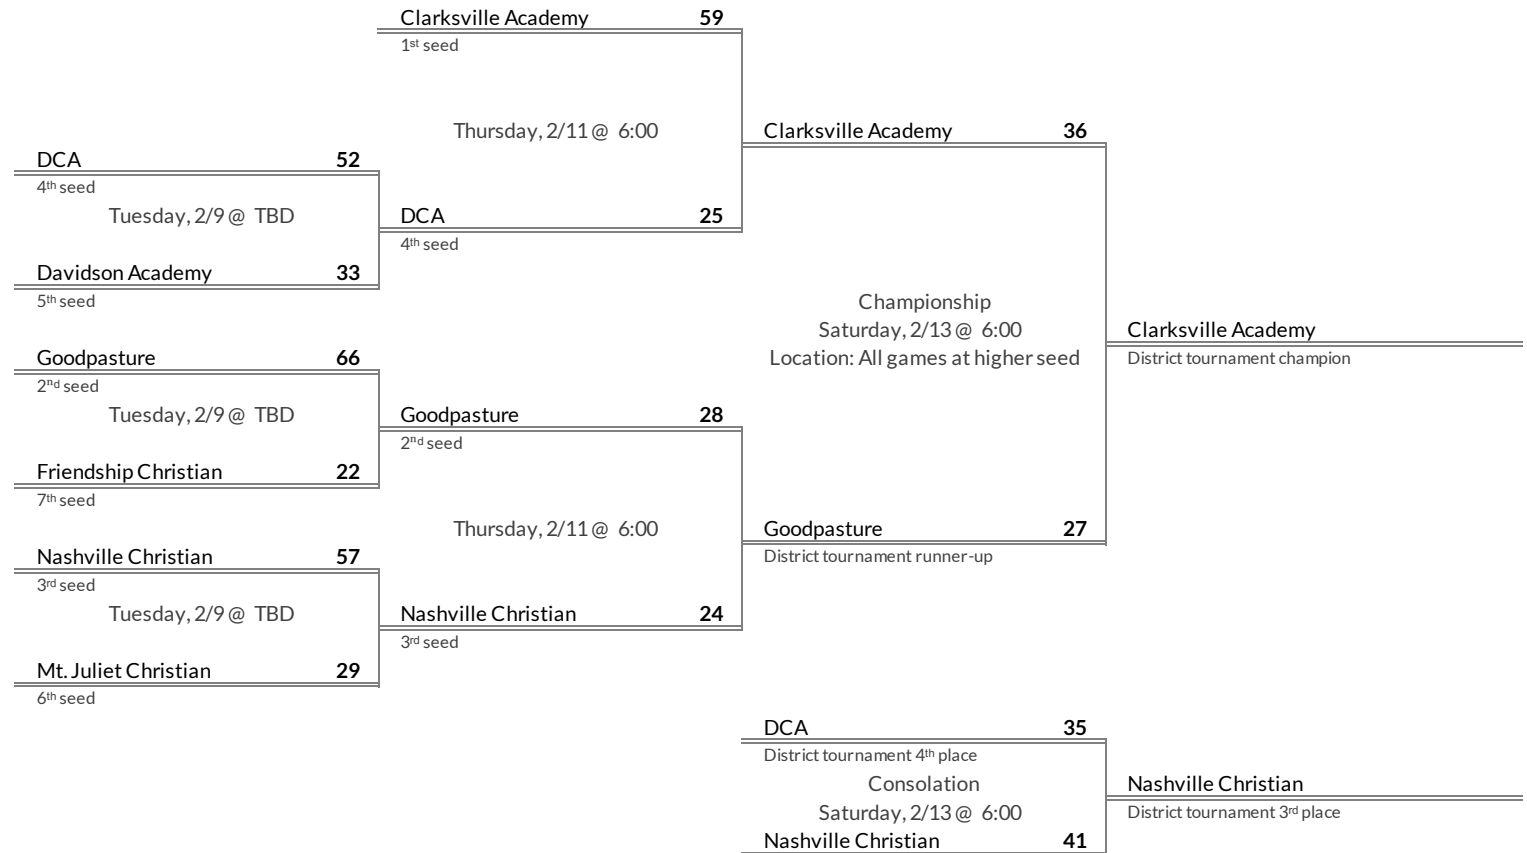 Clarksville Academy 59
1st seed
Thursday, 2/11 @ 6:00
Clarksville Academy 36
DCA 52
4th seed
Tuesday, 2/9 @ TBD
DCA 25
4th seed
Davidson Academy 33
5th seed
Championship
Saturday, 2/13 @ 6:00
Location: All games at higher seed
Clarksville Academy
District tournament champion
Goodpasture 66
2nd seed
Tuesday, 2/9 @ TBD
Goodpasture 28
2nd seed
Friendship Christian 22
7th seed
Thursday, 2/11 @ 6:00
Goodpasture 27
District tournament runner-up
Nashville Christian 57
3rd seed
Tuesday, 2/9 @ TBD
Nashville Christian 24
3rd seed
Mt. Juliet Christian 29
6th seed
DCA 35
District tournament 4th place
Consolation
Saturday, 2/13 @ 6:00
Nashville Christian 41
Nashville Christian
District tournament 3rd place